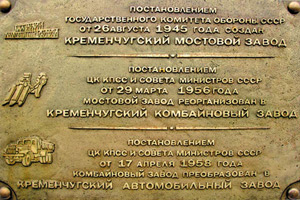 ПОСТАНОВЛЕНИЕМ
ГОСУДАРСТВЕННОГО КОМИТЕТА ОБОРОНЫ СССР
от 26 АВГУСТА 1945 ГОДА СОЗДАН
КРЕМЕНЧУГСКИЙ МОСТОВОЙ ЗАВОД
ПОСТАНОВЛЕНИЕМ
ЦК КПСС И СОВЕТА МИНИСТРОВ СССР
от 29 МАРТА 1956 ГОДА
МОСТОВОЙ ЗАВОД РЕОРГАНИЗОВАН В
КРЕМЕНЧУГСКИЙ КОМБАЙНОВЫЙ ЗАВОД
ПОСТАНОВЛЕНИЕМ
ЦК КПСС И СОВЕТА МИНИСТРОВ СССР
от 17 АПРЕЛЯ 1958 ГОДА
КОМБАЙНОВЫЙ ЗАВОД ПРЕОБРАЗОВАН В
КРЕМЕНЧУГСКИЙ АВТОМОБИЛЬНЫЙ ЗАВОД